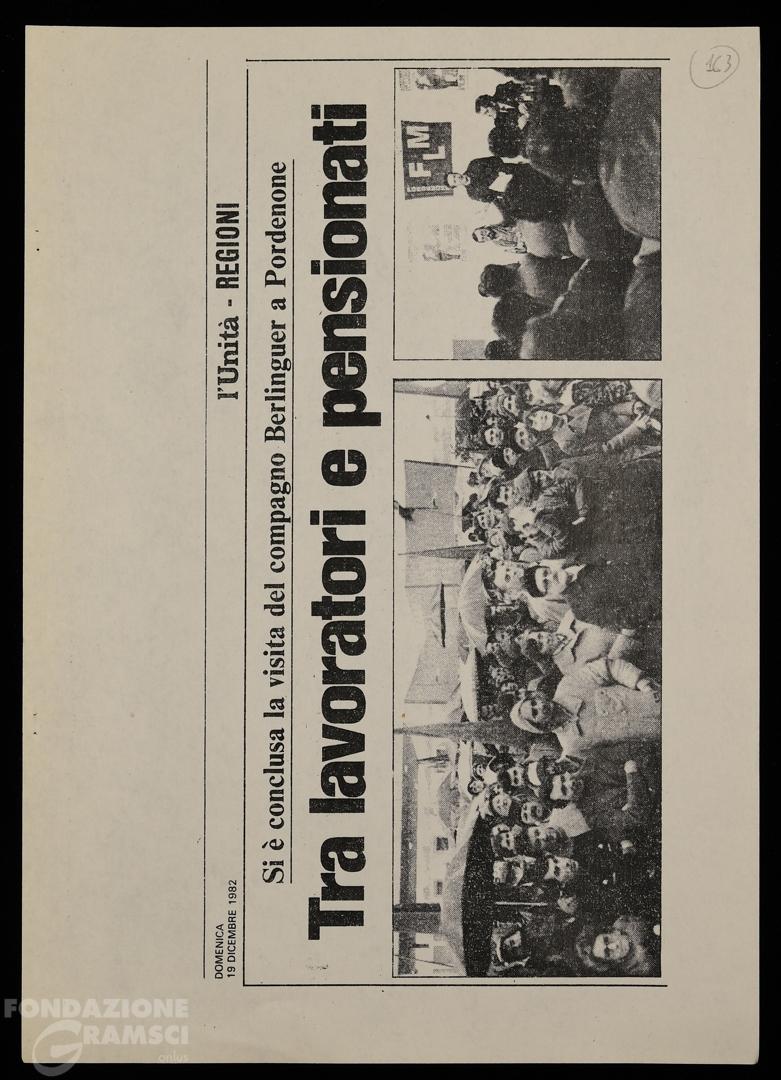 163
DOMENICA
19 DICEMBRE 1982
l'Unità - REGIONI
Si è conclusa la visita del compagno Berlinguer a Pordenone
Tra lavoratori e pensionati
FLM
FONDAZIONE
GRAMSCI
onlus